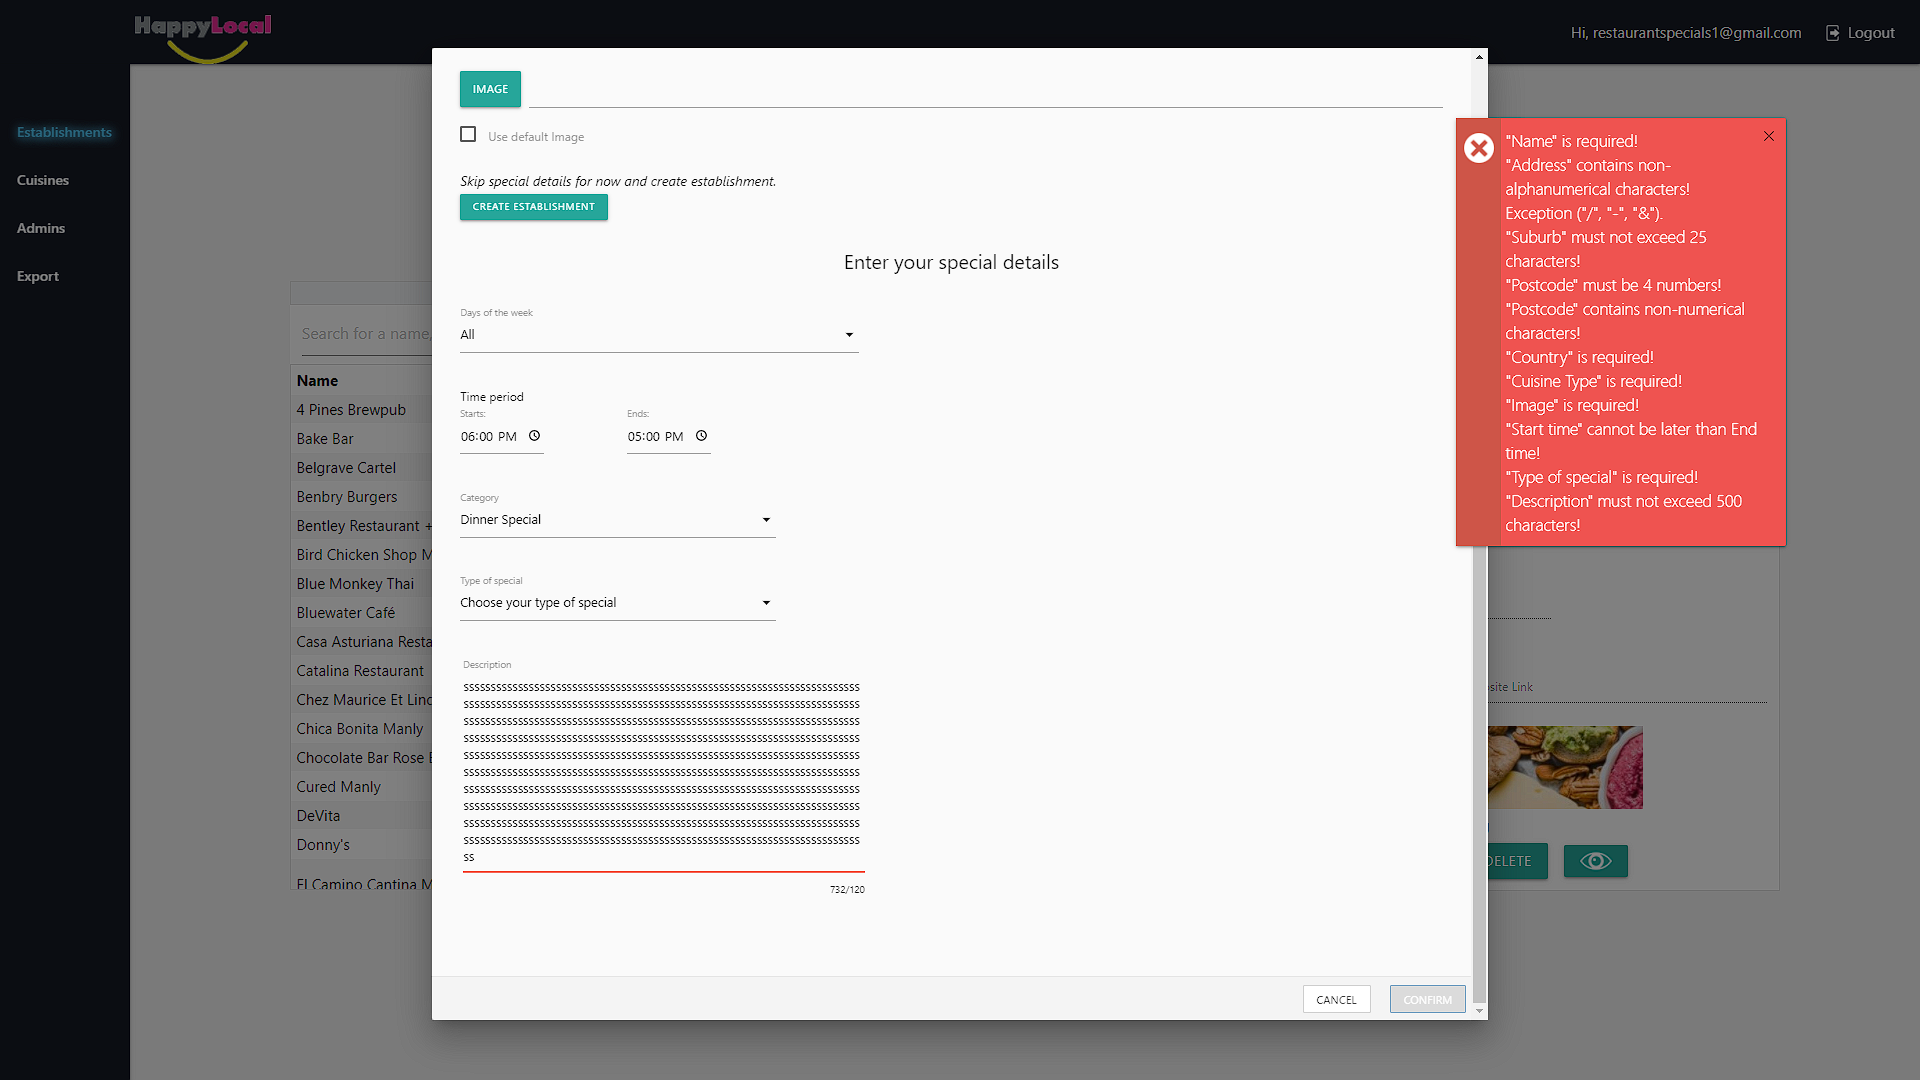 HappyLocal
Hi, restaurantspecials1@gmail.com
Logout
Establishments
Cuisines
Admins
Export
Search for a name,
Name
4 Pines Brewpub
Bake Bar
Belgrave Cartel
Benbry Burgers
Bentley Restaurant +
Bird Chicken Shop M
Blue Monkey Thai
Bluewater Café
Casa Asturiana Resta
Catalina Restaurant
Chez Maurice Et Linc
Chica Bonita Manly
Chocolate Bar Rose
Cured Manly
DeVita
Donny's
El Camino Cantina M
IMAGE
Use default Image
Skip special details for now and create establishment.
CREATE ESTABLISHMENT
Enter your special details
Days of the week
All
Time period
Starts: Ends:
06:00 PM 05:00 PM
Category
Dinner Special
Type of special
Choose your type of special
Description
ss
732/120
CANCEL
CONFIRM
"Name" is required!
"Address" contains non-
alphanumerical characters!
Exception ("/", "-", "&").
"Suburb" must not exceed 25
characters!
"Postcode" must be 4 numbers!
"Postcode" contains non-numerical
characters!
"Country" is required!
"Cuisine Type" is required!
"Image" is required!
"Start time" cannot be later than End
time!
"Type of special" is required!
"Description" must not exceed 500
characters!
site Link
DELETE